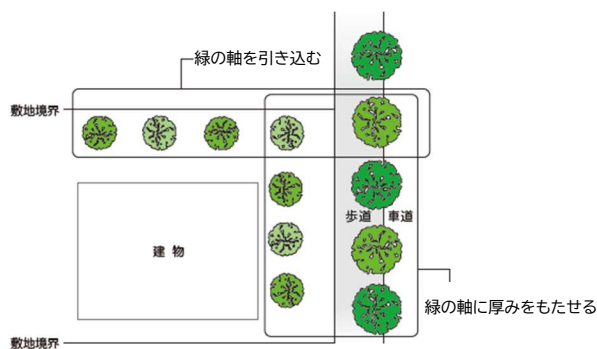 緑の軸を引き込む
敷地境界
歩道
車道
建物
緑の軸に厚みをもたせる
敷地境界